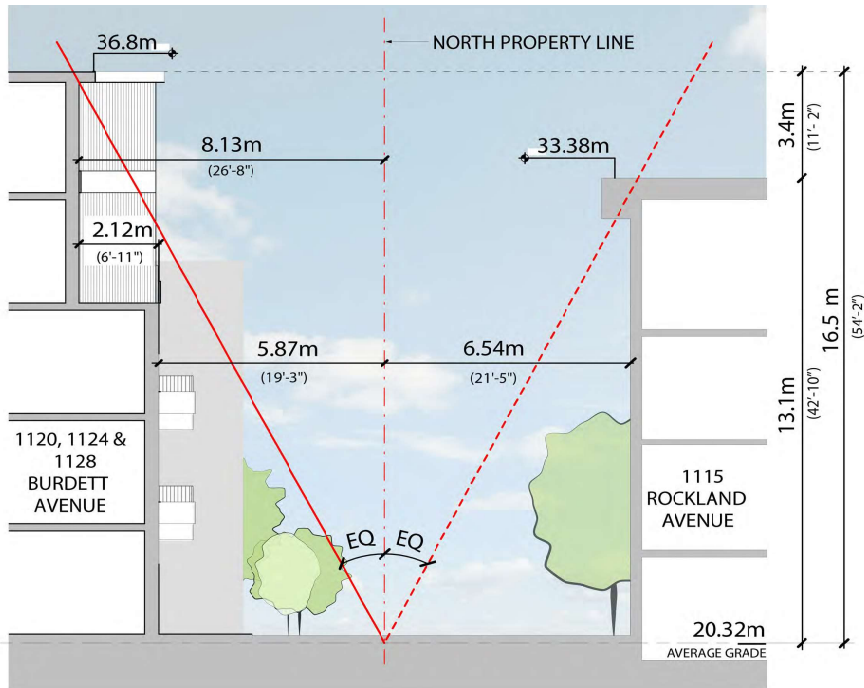 36.8m
NORTH PROPERTY LINE
3.4m
(11'- 2")
8.13m
(26'-8")
33.38m
2.12m
(6'-11")
16.5 m
(54'-2")
5.87m
(19'-3")
6.54m
(21'-5")
13.1m
(42'-10")
1120, 1124 &
1128
BURDETT
AVENUE
1115
ROCKLAND
AVENUE
EQ
EQ
20.32m
AVERAGE GRADE